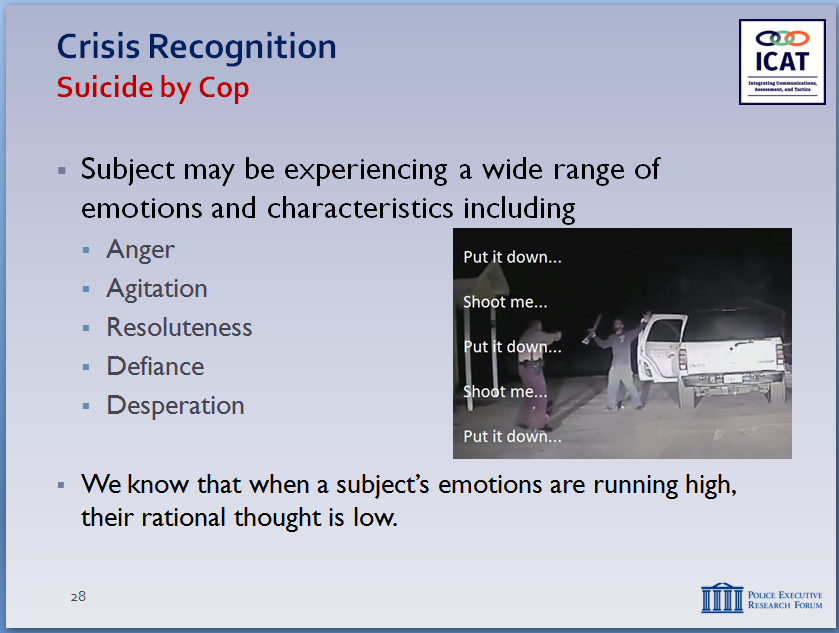 Crisis Recognition
Suicide by Cop
ICAT
Integrating Communications,
Assessment, and Tactics
Subject may be experiencing a wide range of
emotions and characteristics including
Anger
Agitation
Resoluteness
Defiance
Desperation
Put it down...
Shoot me...
Put it down...
Shoot me...
Put it down...
We know that when a subject's emotions are running high,
their rational thought is low.
28
POLICE EXECUTIVE
RESEARCH FORUM